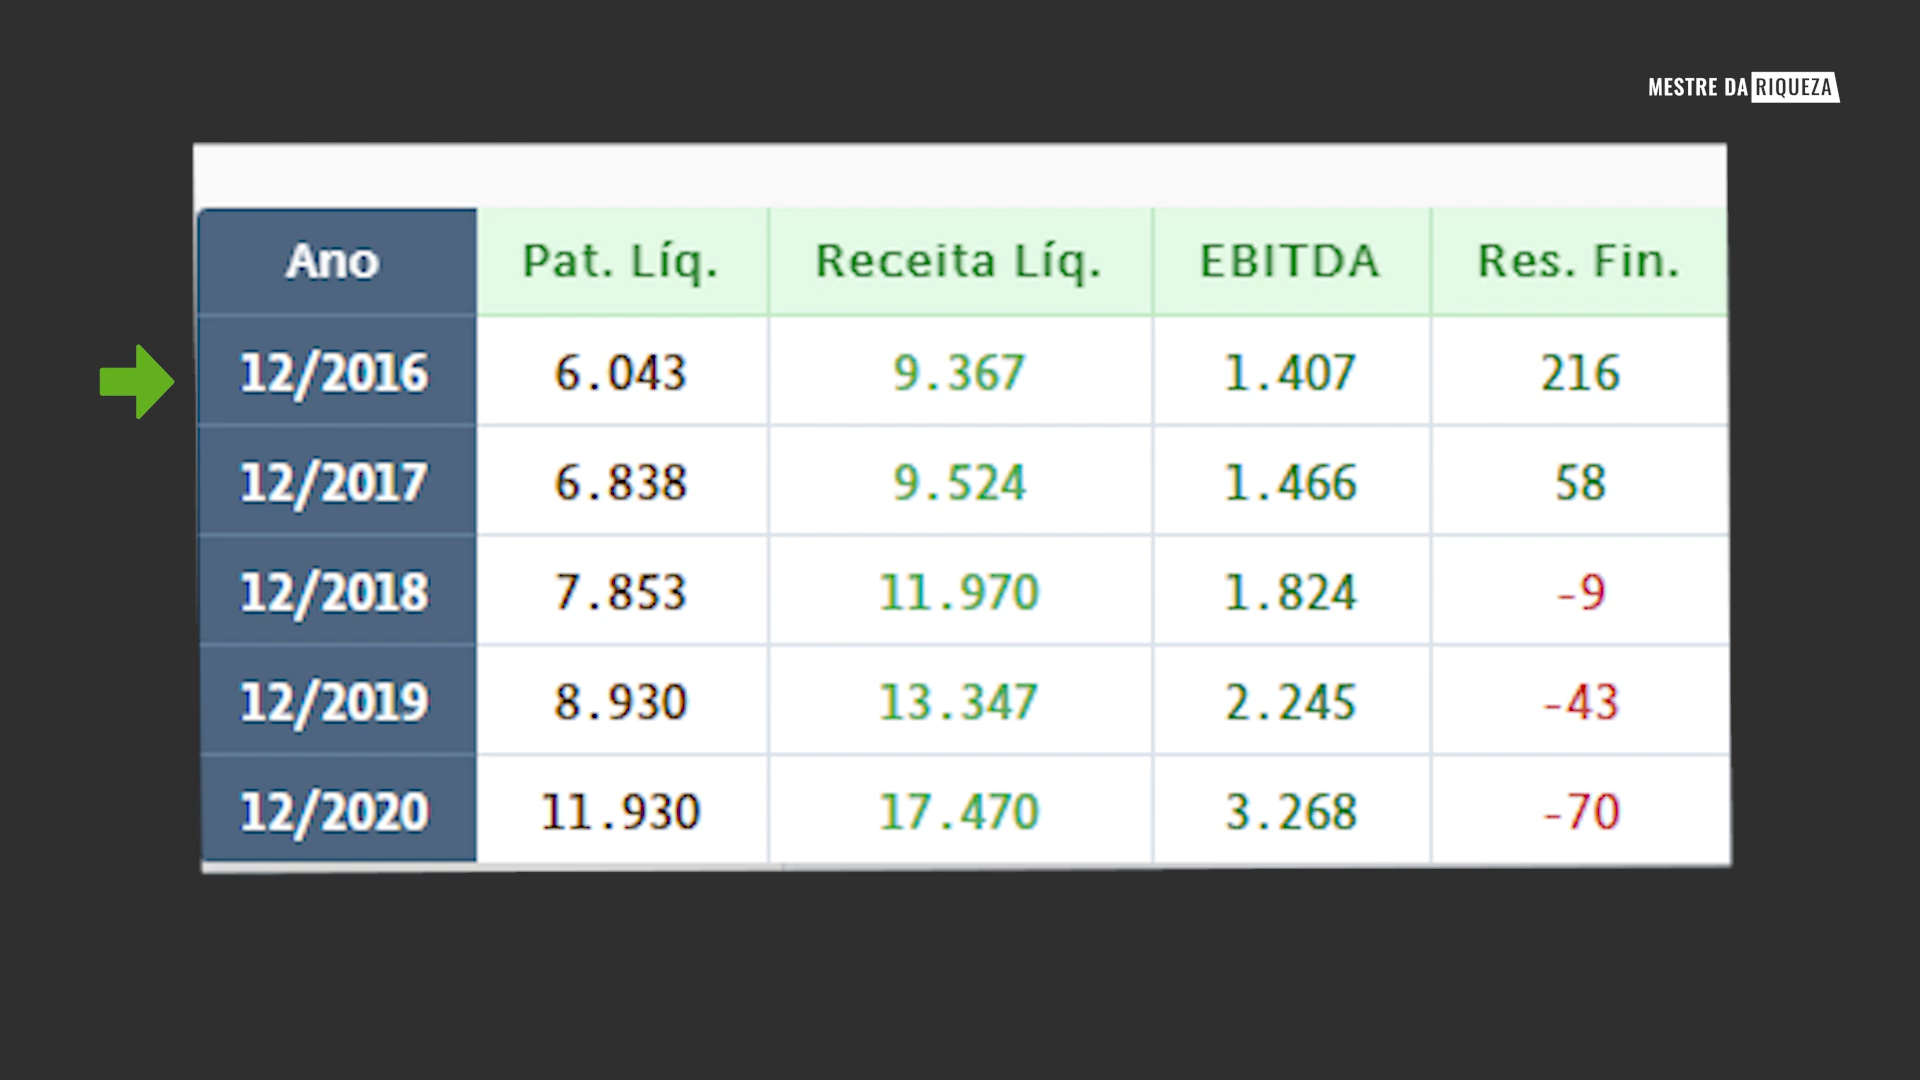 MESTRE DA RIQUEZA
Ano Pat. Líq. Receita Líq. EBITDA Res. Fin.
12/2016 6.043 9.367 1.407 216
12/2017 6.838 9.524 1.466 58
12/2018 7.853 11.970 1.824 -9
12/2019 8.930 13.347 2.245 -43
12/2020 11.930 17.470 3.268 -70